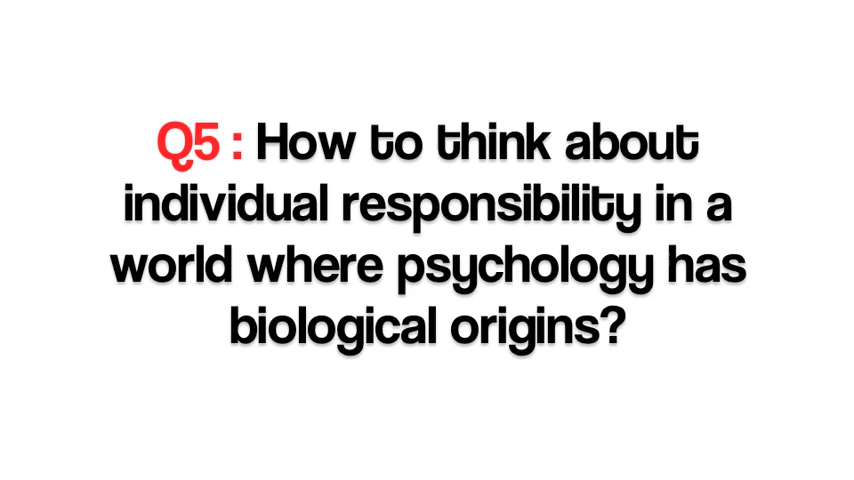 Q5 : How to think about
individual responsibility in a
world where psychology has
biological origins?